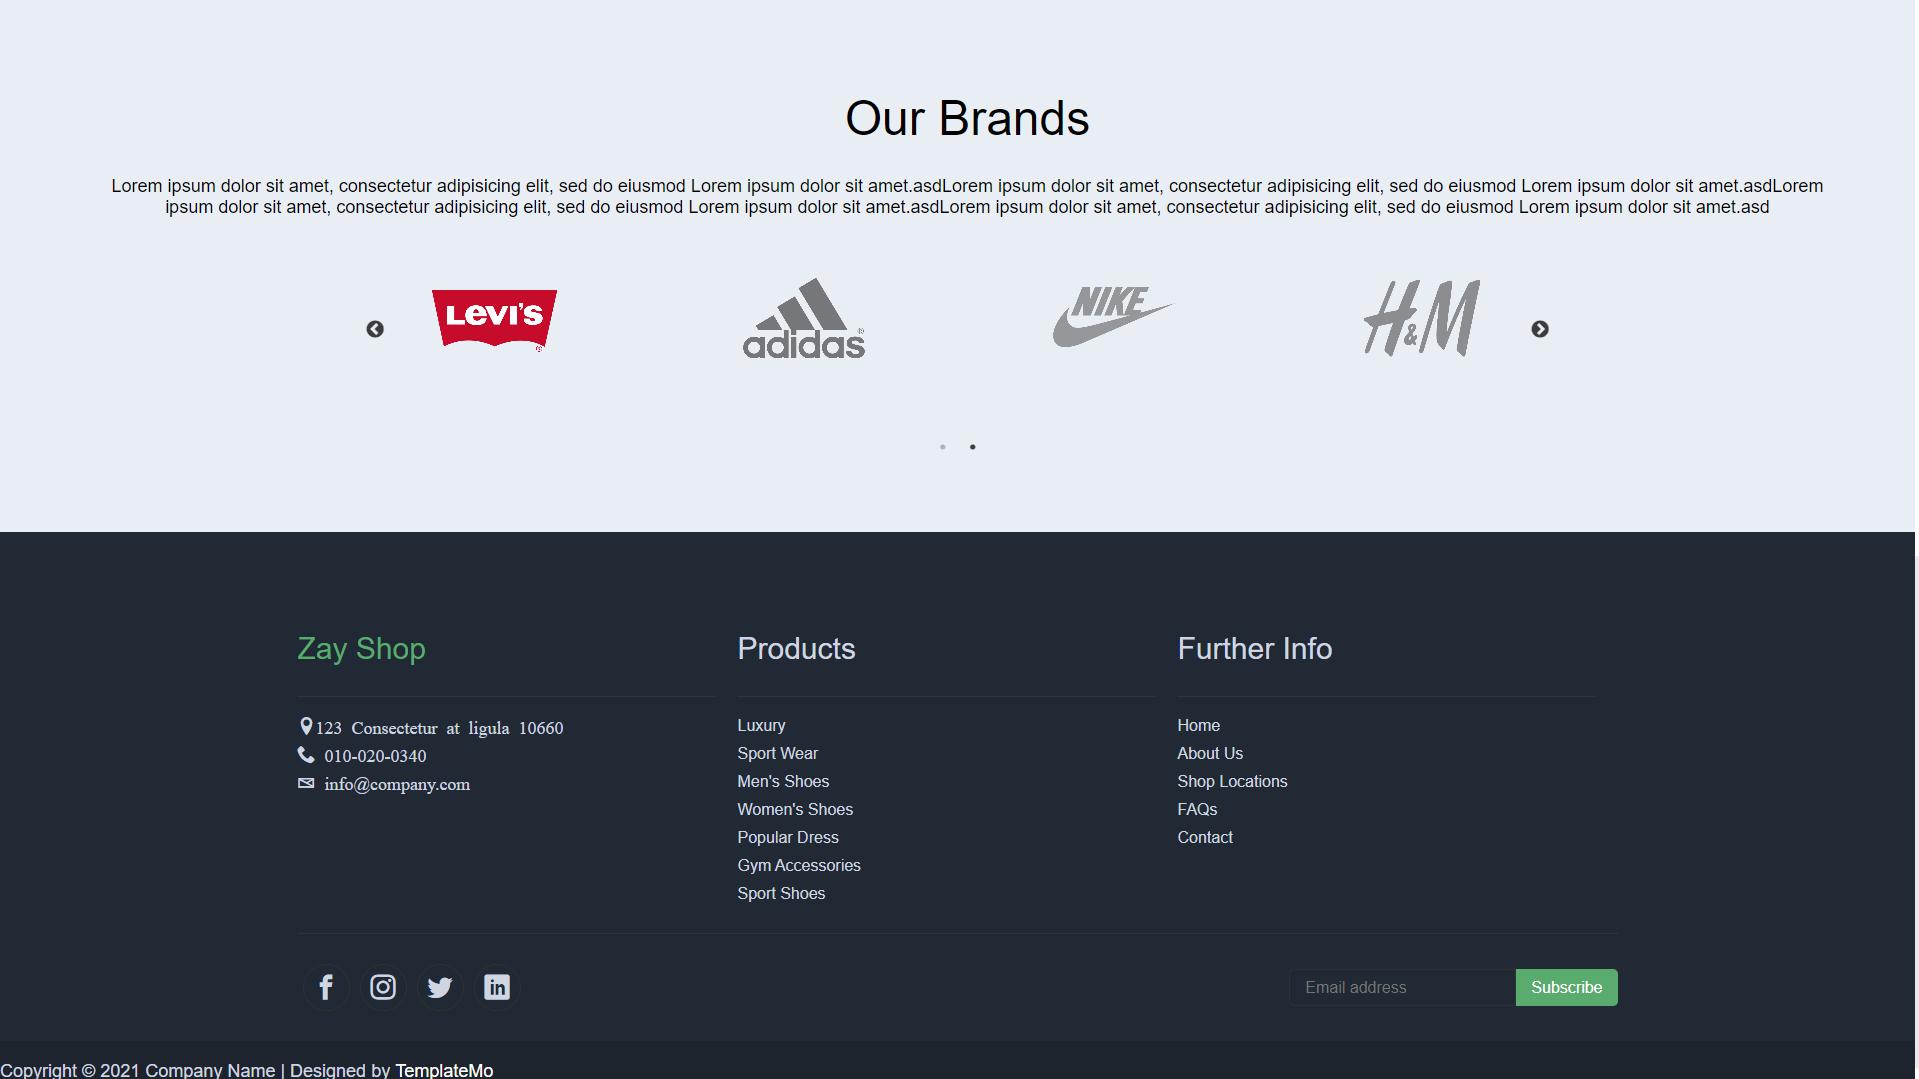 Our Brands
Lorem ipsum dolor sit amet, consectetur adipisicing elit, sed do eiusmod Lorem ipsum dolor sit amet.asdLorem ipsum dolor sit amet, consectetur adipisicing elit, sed do eiusmod Lorem ipsum dolor sit amet.asdLorem
ipsum dolor sit amet, consectetur adipisicing elit, sed do eiusmod Lorem ipsum dolor sit amet.asdLorem ipsum dolor sit amet, consectetur adipisicing elit, sed do eiusmod Lorem ipsum dolor sit amet.asd
LEVI'S ®
adidas ®
NIKE
H&M
Zay Shop
123 Consectetur at ligula 10660
010-020-0340
info@company.com
Products
Luxury
Sport Wear
Men's Shoes
Women's Shoes
Popular Dress
Gym Accessories
Sport Shoes
Further Info
Home
About Us
Shop Locations
FAQs
Contact
Email address
Subscribe
Copyright © 2021 Company Name | Designed by TemplateMo